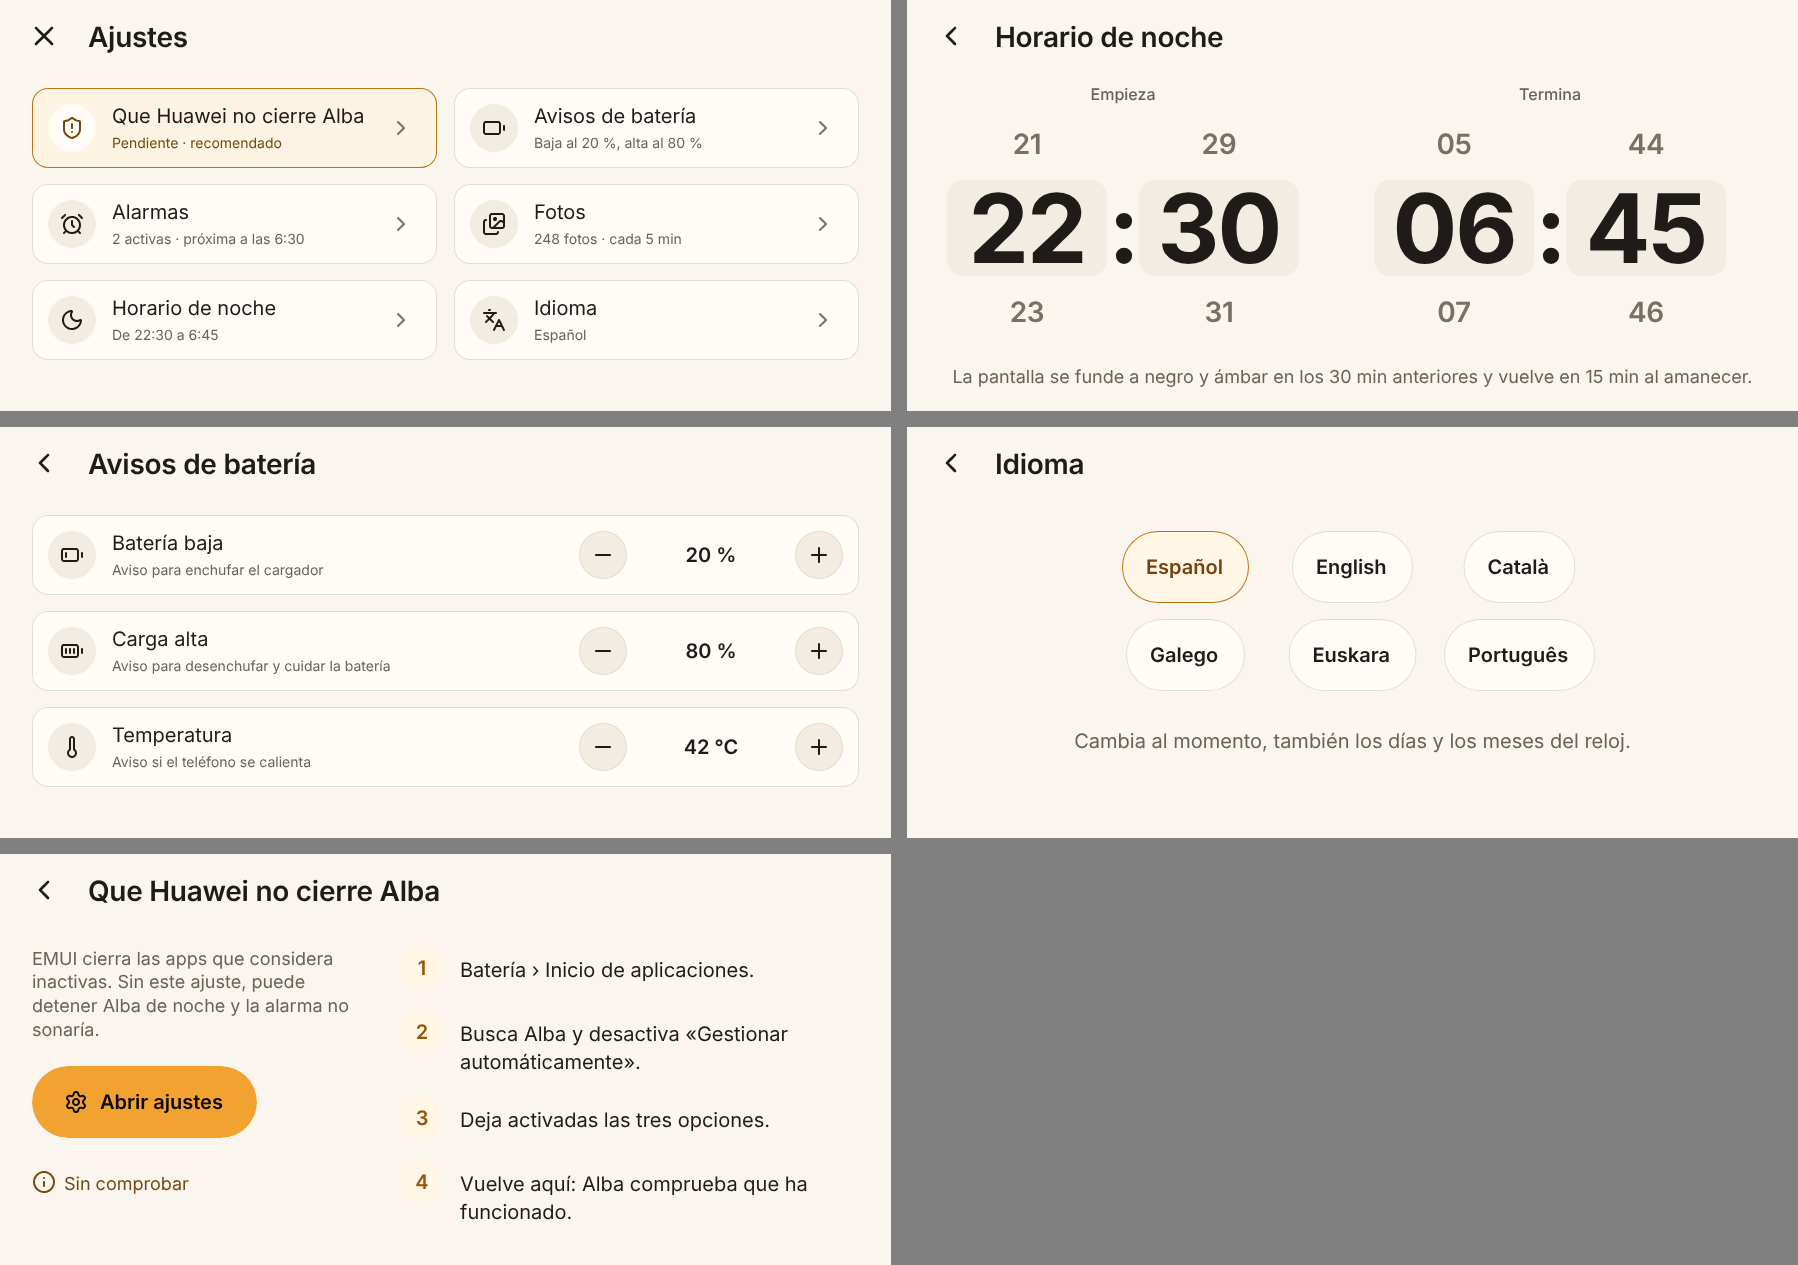 Ajustes
Que Huawei no cierre Alba
Pendiente · recomendado
Avisos de batería
Baja al 20 %, alta al 80 %
Alarmas
2 activas · próxima a las 6:30
Fotos
248 fotos · cada 5 min
Horario de noche
De 22:30 a 6:45
Idioma
Español
Horario de noche
Empieza
Termina
21 29 05 44
22 : 30 06 : 45
23 31 07 46
La pantalla se funde a negro y ámbar en los 30 min anteriores y vuelve en 15 min al amanecer.
Avisos de batería
Batería baja
Aviso para enchufar el cargador
20 %
Carga alta
Aviso para desenchufar y cuidar la batería
80 %
Temperatura
Aviso si el teléfono se calienta
42 °C
Idioma
Español English Català
Galego Euskara Português
Cambia al momento, también los días y los meses del reloj.
Que Huawei no cierre Alba
EMUI cierra las apps que considera
inactivas. Sin este ajuste, puede
detener Alba de noche y la alarma no
sonaría.
Abrir ajustes
Sin comprobar
1 Batería › Inicio de aplicaciones.
2 Busca Alba y desactiva «Gestionar
automáticamente».
3 Deja activadas las tres opciones.
4 Vuelve aquí: Alba comprueba que ha
funcionado.